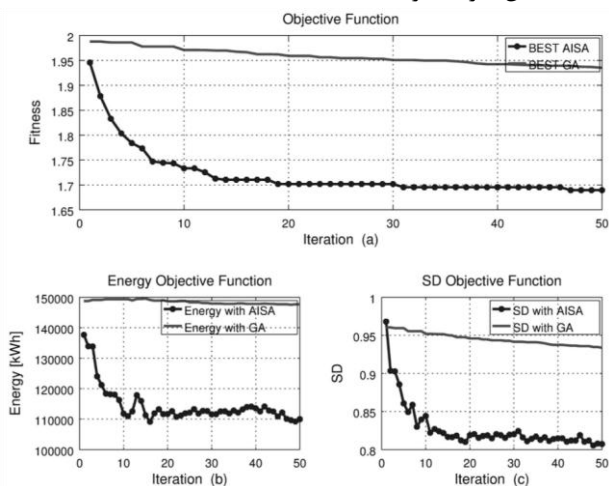 Objective Function
2
1.95
1.9
1.85
1.8
1.75
1.7
1.65
Fitness
BEST AISA
BEST GA
0 10 20 30 40 50
Iteration (a)
Energy Objective Function
150000
140000
130000
120000
110000
100000
Energy [kWh]
Energy with AISA
Energy with GA
0 10 20 30 40 50
Iteration (b)
SD Objective Function
1
0.95
0.9
0.85
0.8
SD
SD with AISA
SD with GA
0 10 20 30 40 50
Iteration (c)